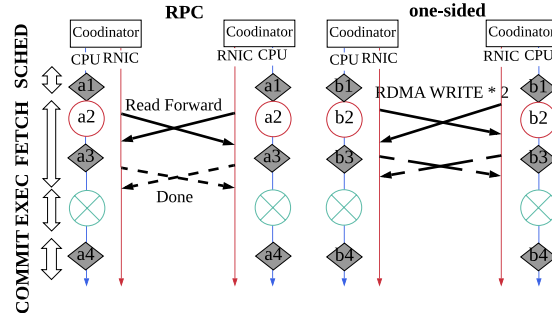 RPC
one-sided
Coodinator
Coodinator
Coodinator
Coodinator
CPU RNIC
RNIC CPU
CPU RNIC
RNIC CPU
SCHED
FETCH
EXEC
COMMIT
a1
a1
b1
b1
Read Forward
RDMA WRITE * 2
a2
a2
b2
b2
a3
a3
b3
b3
Done
a4
a4
b4
b4